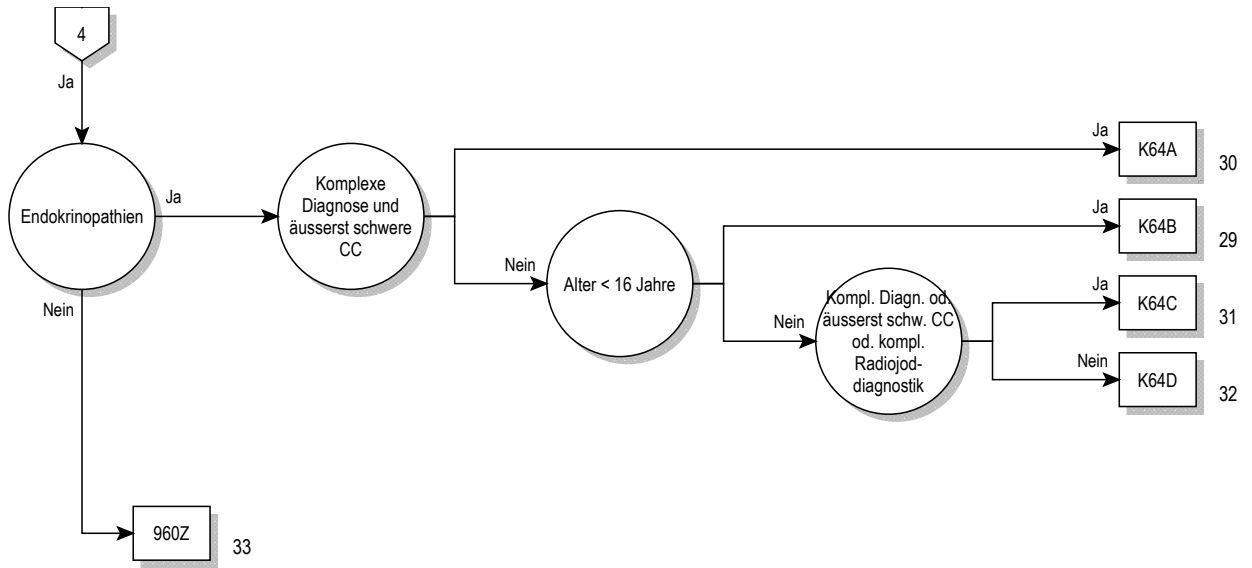 4
Ja
Endokrinopathien
Ja
Nein
Komplexe
Diagnose und
äusserst schwere
CC
Ja
K64A
30
Nein
Alter < 16 Jahre
Ja
K64B
29
Nein
Kompl. Diagn. od.
äusserst schw. CC
od. kompl.
Radiojod-
diagnostik
Ja
K64C
31
Nein
K64D
32
960Z
33